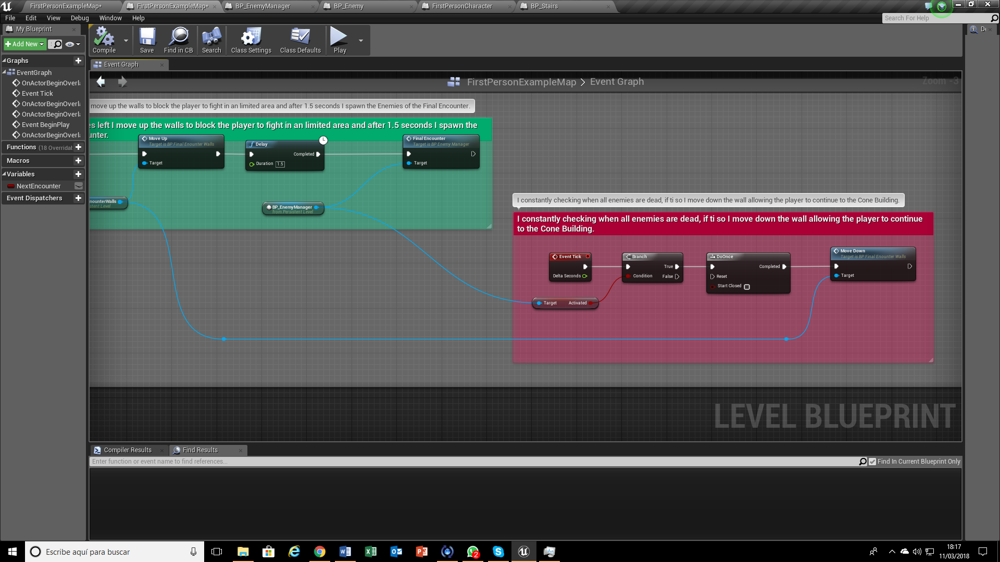 FirstPersonExampleMap*
FirstPersonExampleMap*
BP_EnemyManager
BP_Enemy
FirstPersonCharacter
BP_Stairs
File
Edit
View
Debug
Window
Help
Search For Help
My Blueprint
Add New
Compile
Save
Find in CB
Search
Class Settings
Class Defaults
Play
Graphs
EventGraph
OnActorBeginOverla
Event Tick
OnActorBeginOverla
OnActorBeginOverla
Event BeginPlay
OnActorBeginOverla
Functions (18 Overridal
Macros
Variables
NextEncounter
Event Dispatchers
Event Graph
FirstPersonExampleMap > Event Graph
Zoom -3
move up the walls to block the player to fight in an limited area and after 1.5 seconds I spawn the Enemies of the Final Encounter.
es left I move up the walls to block the player to fight in an limited area and after 1.5 seconds I spawn the
unter.
Move Up
Target is BP Final Enounter Walls
Target
Delay
Completed
Duration 1.5
Final Encounter
Target is BP Enemy Manager
Target
nounterWalls
stent Level
BP_EnemyManager
from Persistent Level
I constantly checking when all enemies are dead, if ti so I move down the wall allowing the player to continue to the Cone Building.
I constantly checking when all enemies are dead, if ti so I move down the wall allowing the player to continue
to the Cone Building.
Event Tick
Delta Seconds
Branch
True
Condition
False
DoOnce
Completed
Reset
Start Closed
Move Down
Target is BP Final Enounter Walls
Target
Target
Activated
LEVEL BLUEPRINT
Compiler Results
Find Results
Enter function or event name to find references...
Find In Current Blueprint Only
Escribe aquí para buscar
2
18:17
11/03/2018